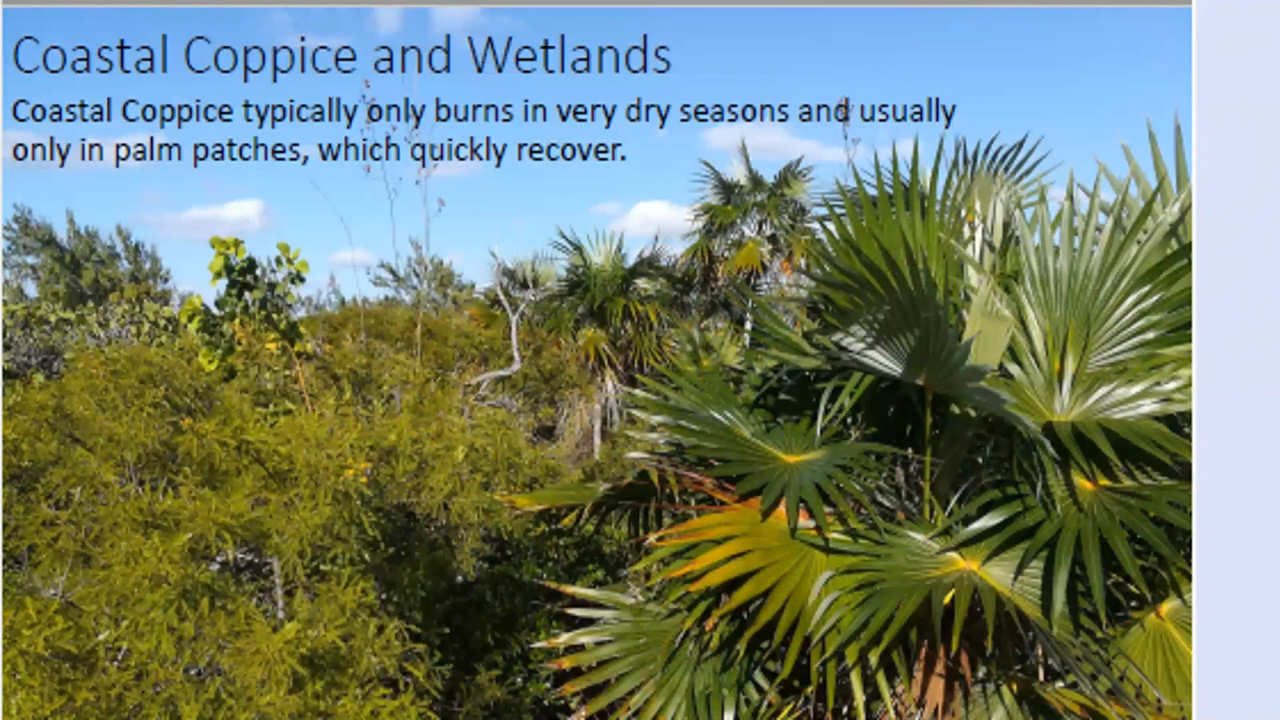 Coastal Coppice and Wetlands
Coastal Coppice typically only burns in very dry seasons and usually
only in palm patches, which quickly recover.